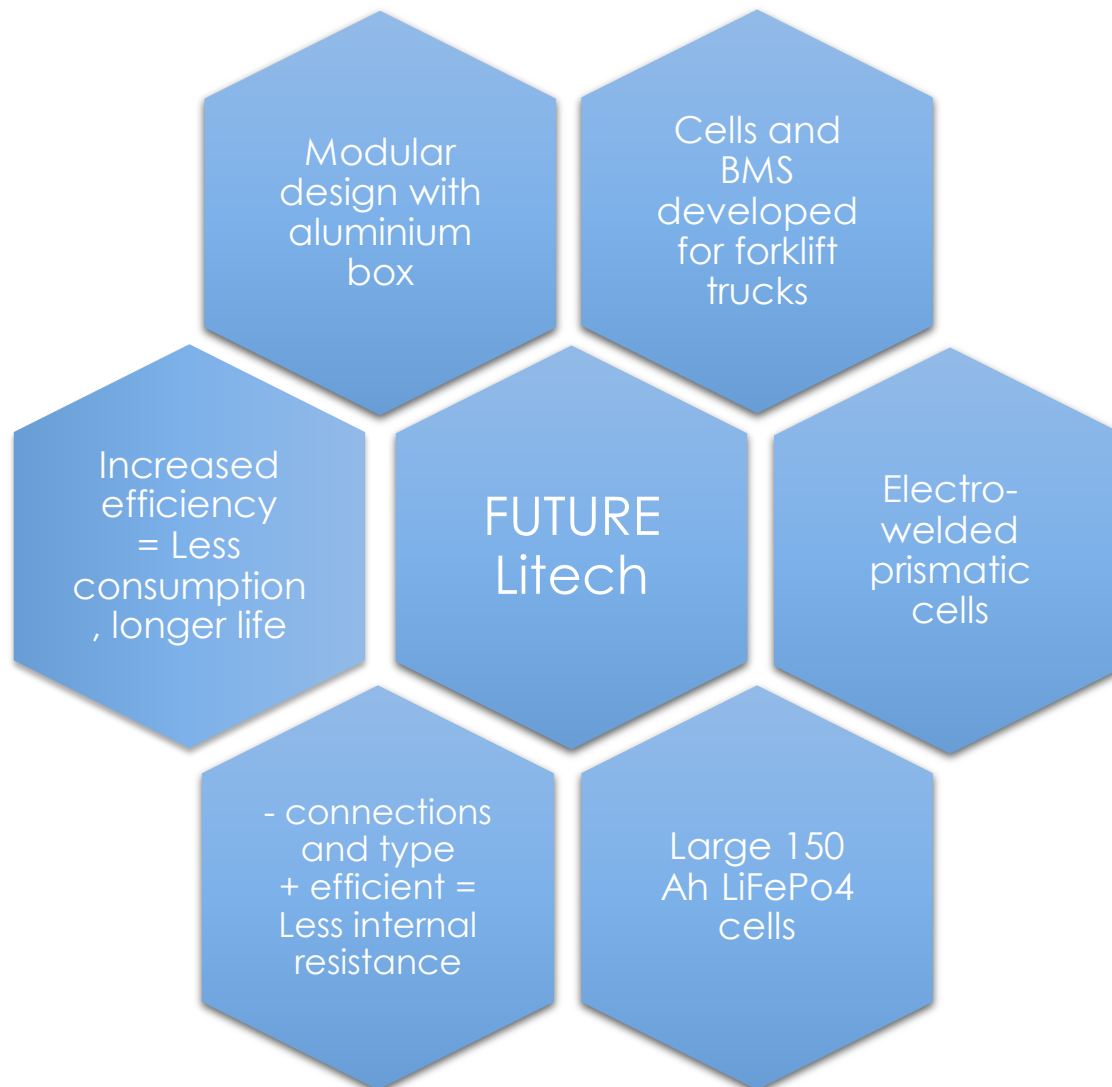 Modular
design with
aluminium
box
Cells and
BMS
developed
for forklift
trucks
Increased
efficiency
= Less
consumption
, longer life
FUTURE
Litech
Electro-
welded
prismatic
cells
- connections
and type
+ efficient =
Less internal
resistance
Large 150
Ah LiFePo4
cells